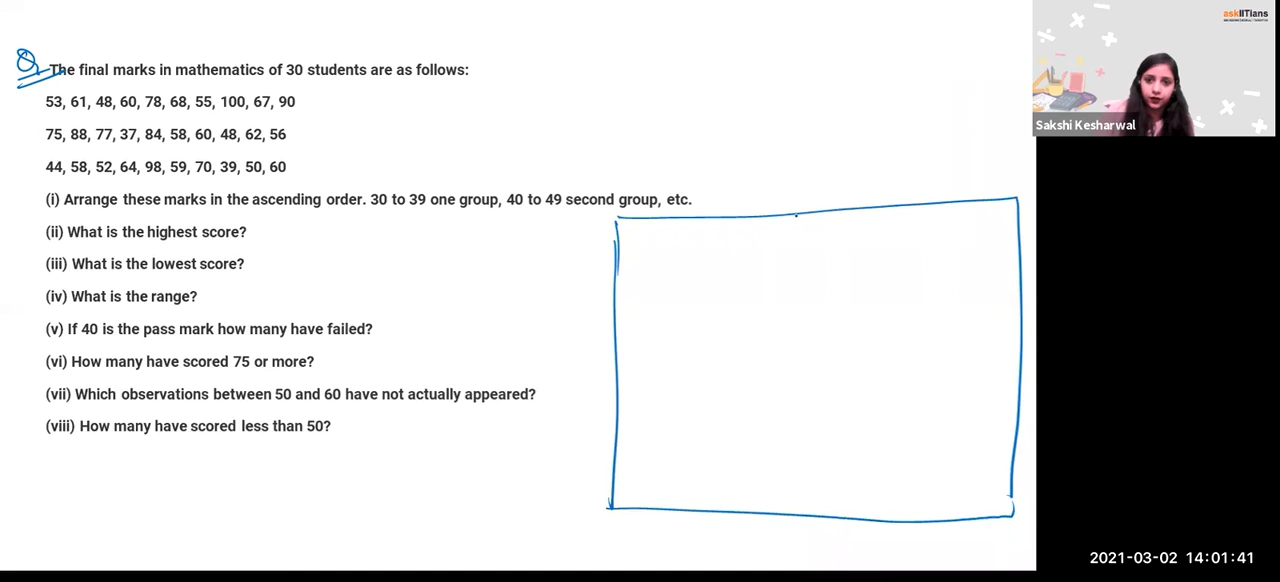 askIITians
Q. The final marks in mathematics of 30 students are as follows:
53, 61, 48, 60, 78, 68, 55, 100, 67, 90
75, 88, 77, 37, 84, 58, 60, 48, 62, 56
44, 58, 52, 64, 98, 59, 70, 39, 50, 60
(i) Arrange these marks in the ascending order. 30 to 39 one group, 40 to 49 second group, etc.
(ii) What is the highest score?
(iii) What is the lowest score?
(iv) What is the range?
(v) If 40 is the pass mark how many have failed?
(vi) How many have scored 75 or more?
(vii) Which observations between 50 and 60 have not actually appeared?
(viii) How many have scored less than 50?
Sakshi Kesharwal
2021-03-02 14:01:41